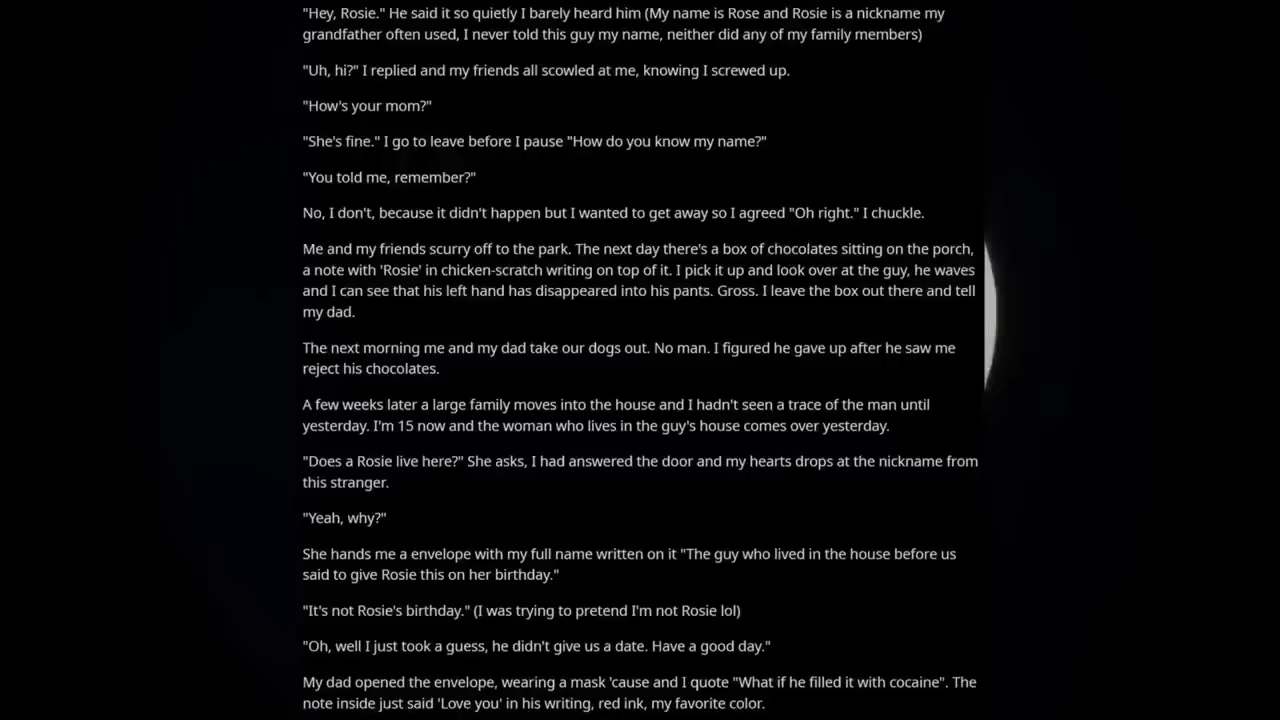 "Hey, Rosie." He said it so quietly I barely heard him (My name is Rose and Rosie is a nickname my
grandfather often used, I never told this guy my name, neither did any of my family members)
"Uh, hi?" I replied and my friends all scowled at me, knowing I screwed up.
"How's your mom?"
"She's fine." I go to leave before I pause "How do you know my name?"
"You told me, remember?"
No, I don't, because it didn't happen but I wanted to get away so I agreed "Oh right." I chuckle.
Me and my friends scurry off to the park. The next day there's a box of chocolates sitting on the porch,
a note with 'Rosie' in chicken-scratch writing on top of it. I pick it up and look over at the guy, he waves
and I can see that his left hand has disappeared into his pants. Gross. I leave the box out there and tell
my dad.
The next morning me and my dad take our dogs out. No man. I figured he gave up after he saw me
reject his chocolates.
A few weeks later a large family moves into the house and I hadn't seen a trace of the man until
yesterday. I'm 15 now and the woman who lives in the guy's house comes over yesterday.
"Does a Rosie live here?" She asks, I had answered the door and my hearts drops at the nickname from
this stranger.
"Yeah, why?"
She hands me a envelope with my full name written on it "The guy who lived in the house before us
said to give Rosie this on her birthday."
"It's not Rosie's birthday." (I was trying to pretend I'm not Rosie lol)
"Oh, well I just took a guess, he didn't give us a date. Have a good day."
My dad opened the envelope, wearing a mask 'cause and I quote "What if he filled it with cocaine". The
note inside just said 'Love you' in his writing, red ink, my favorite color.